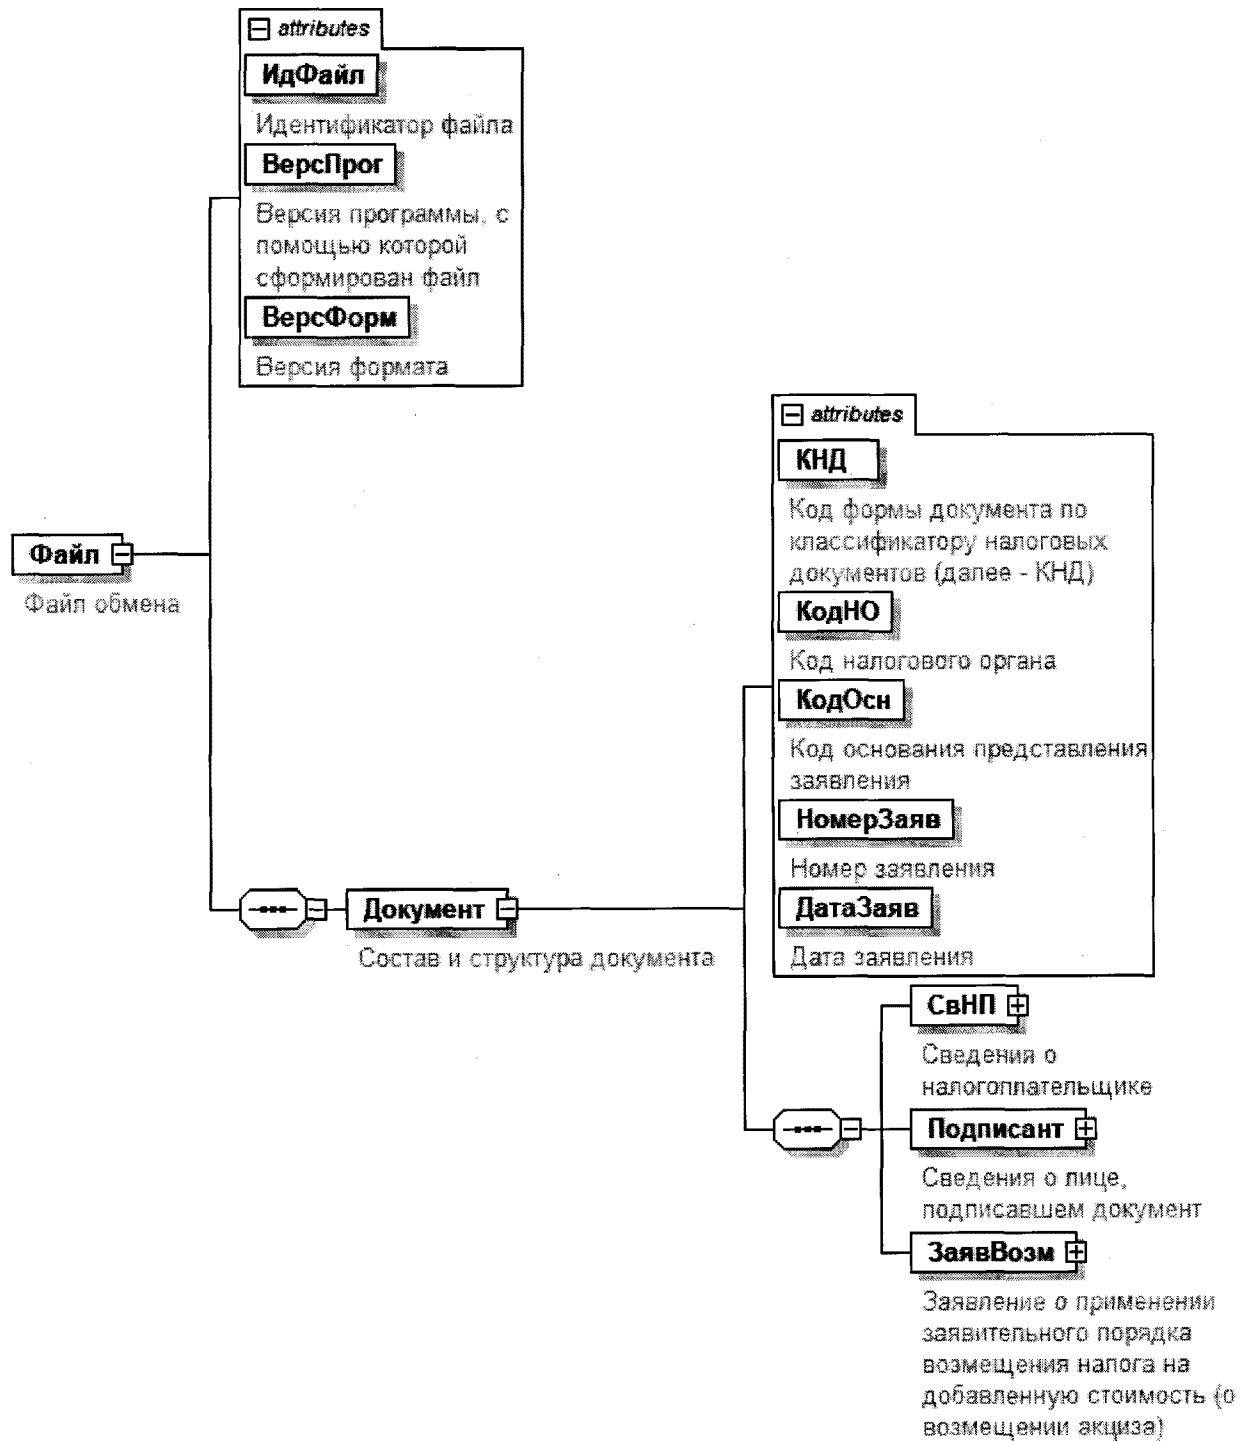 attributes
ИдФайл
Идентификатор файла
ВерсПрог
Версия программы, с
помощью которой
сформирован файл
ВерсФорм
Версия формата
Файл
Файл обмена
Документ
Состав и структура документа
attributes
КНД
Код формы документа по
классификатору налоговых
документов (далее - КНД)
КодНО
Код налогового органа
КодОсн
Код основания представления
заявления
НомерЗаяв
Номер заявления
ДатаЗаяв
Дата заявления
СвНП
Сведения о
налогоплательщике
Подписант
Сведения о лице,
подписавшем документ
ЗаявВозм
Заявление о применении
заявительного порядка
возмещения налога на
добавленную стоимость (о
возмещении акциза)